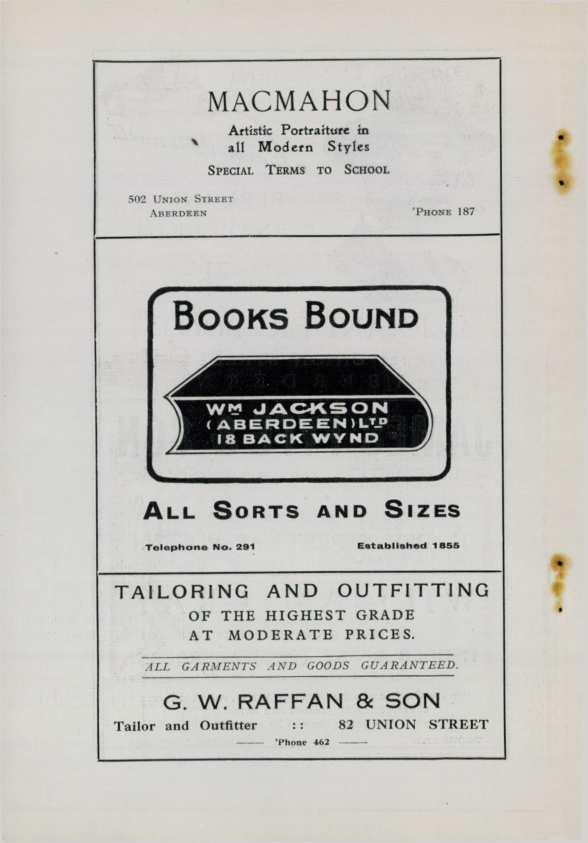 MACMAHON
Artistic Portraiture in
all Modern Styles
SPECIAL TERMS TO SCHOOL
502 UNION STREET
ABERDEEN
'PHONE 187
BOOKS BOUND
WM JACKSON
(ABERDEEN) LTD
18 BACK WYND
ALL SORTS AND SIZES
Telephone No. 291
Established 1855
TAILORING AND OUTFITTING
OF THE HIGHEST GRADE
AT MODERATE PRICES.
ALL GARMENTS AND GOODS GUARANTEED.
G. W. RAFFAN & SON
Tailor and Outfitter :: 82 UNION STREET
'Phone 462